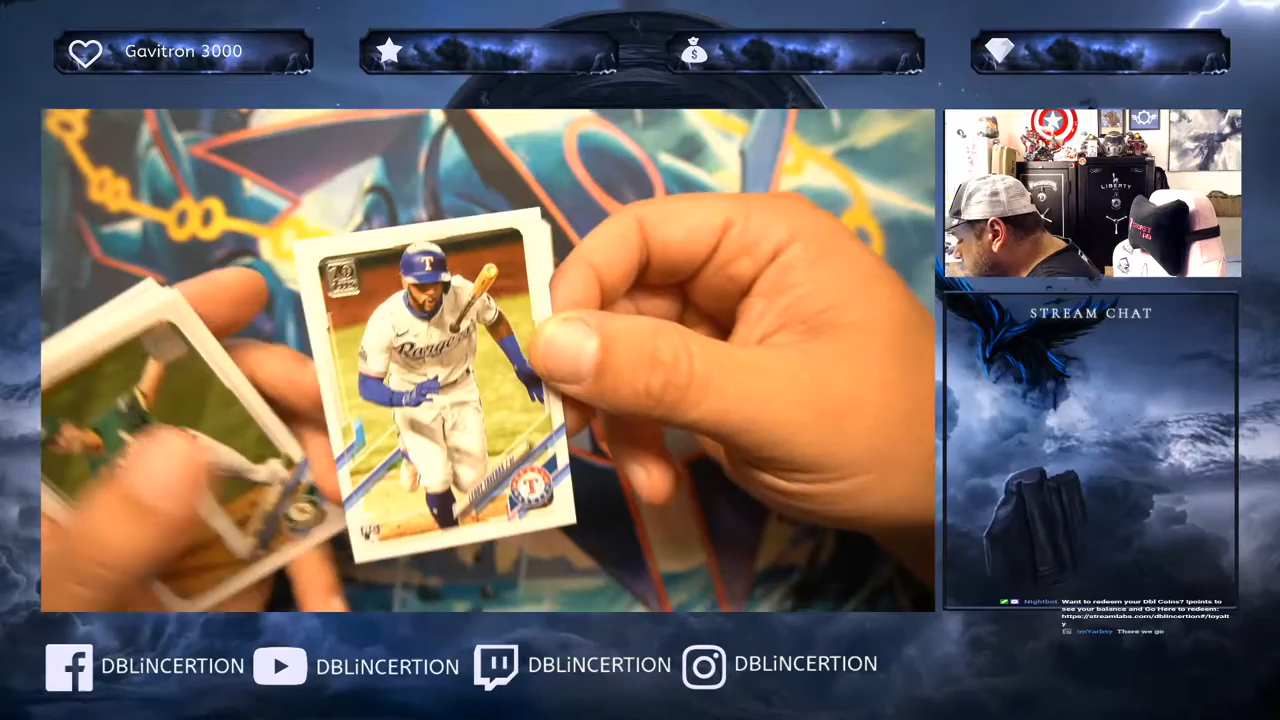 Gavitron 3000
T
70
Rangers
T
LIBERTY
STREAM CHAT
Nightbot Want to redeem your Dbl Coins? !points to
see your balance and Go Here to redeem:
https://streamlabs.com/dblincertion#/loyalt
y
ImYarbsy There we go
DBLiNCERTION DBLiNCERTION DBLiNCERTION DBLiNCERTION